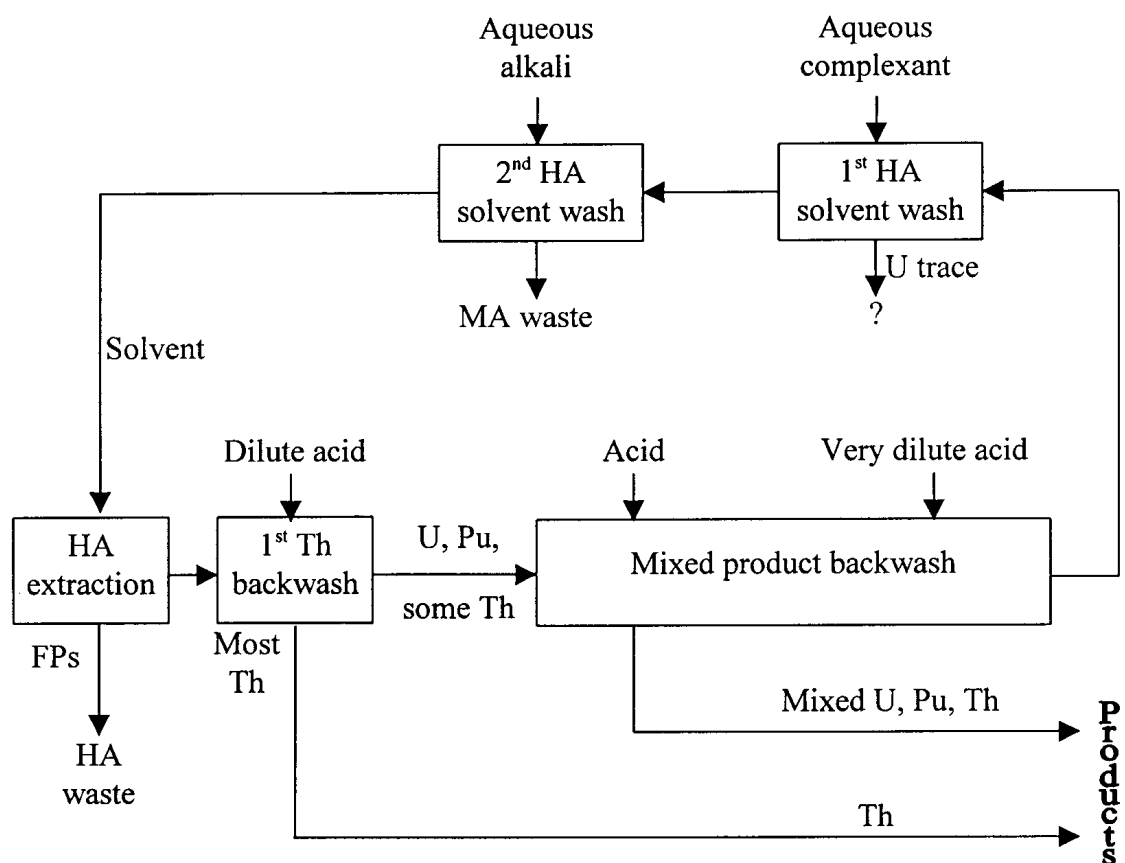 Aqueous
alkali
Aqueous
complexant
2nd HA
solvent wash
1st HA
solvent wash
U trace
MA waste
?
Solvent
Dilute acid
Acid
Very dilute acid
HA
extraction
1st Th
backwash
U, Pu,
some Th
Mixed product backwash
FPs
Most
Th
HA
waste
Mixed U, Pu, Th
Th
Products